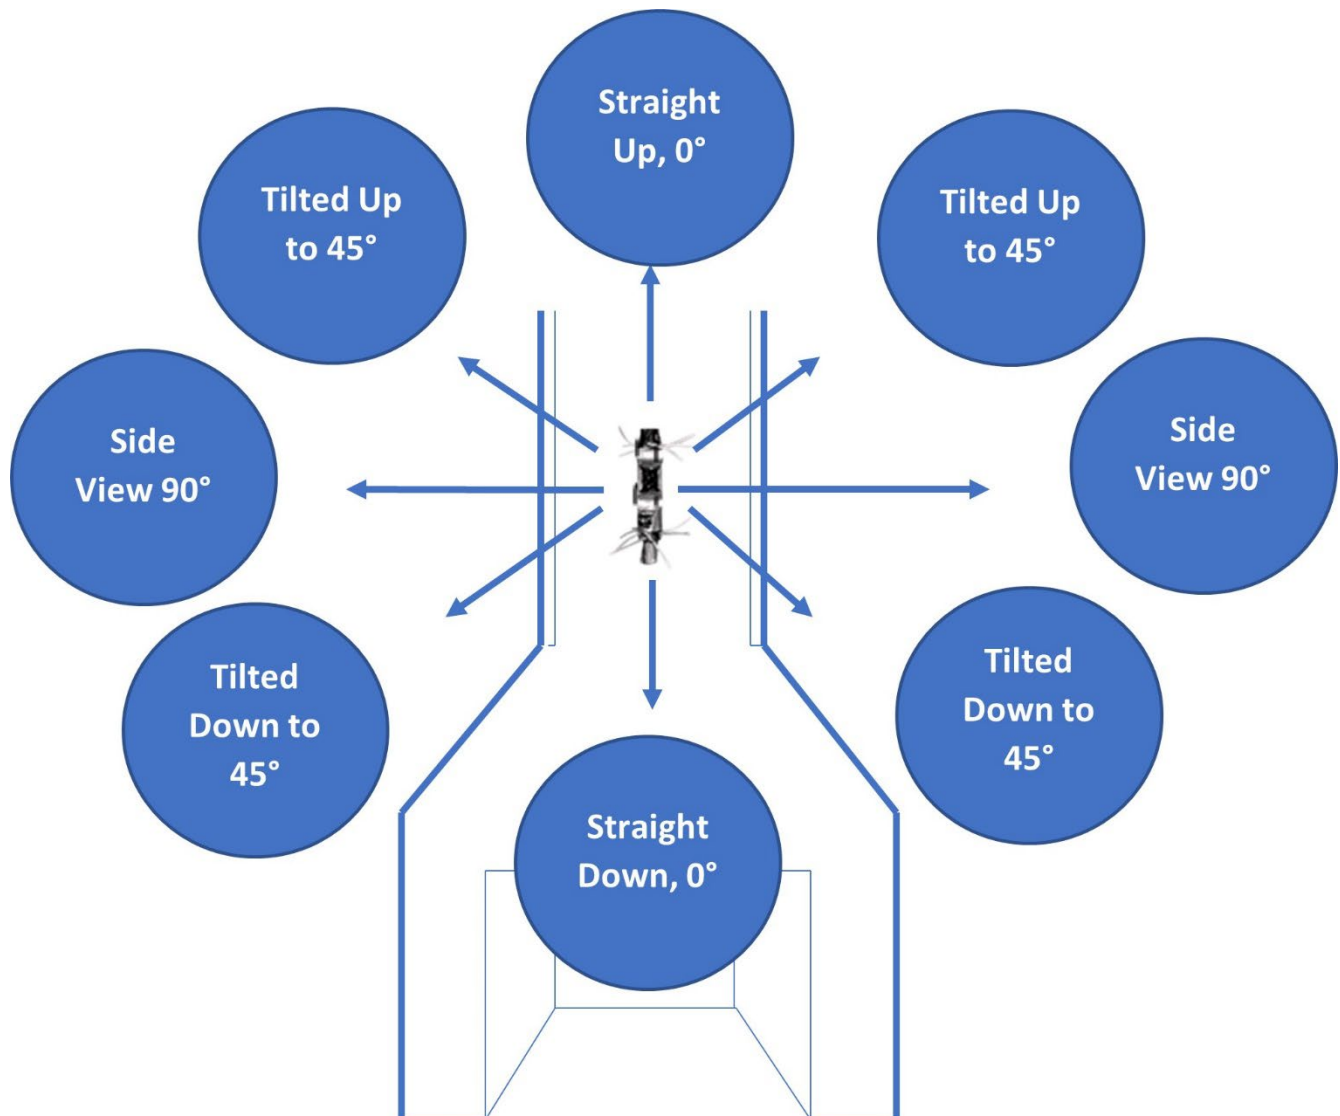 Straight
Up, 0°
Tilted Up
to 45°
Tilted Up
to 45°
Side
View 90°
Side
View 90°
Tilted
Down to
45°
Tilted
Down to
45°
Straight
Down, 0°